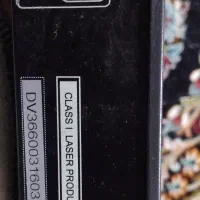 CLASS I LASER PRODU
DV3660031603